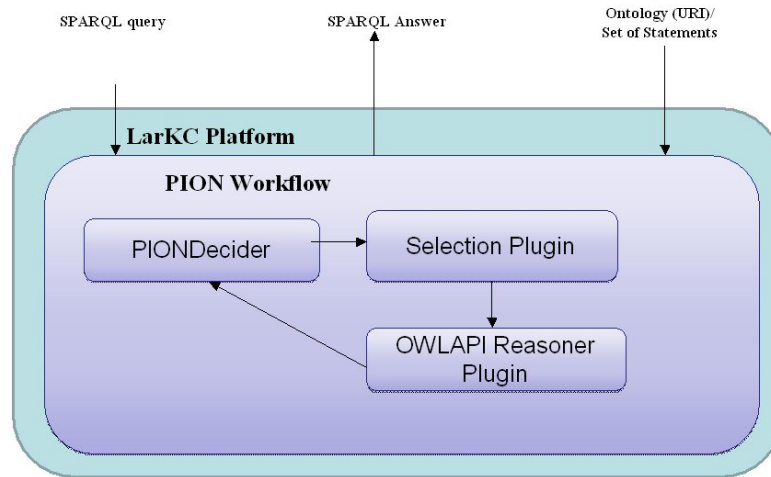 SPARQL query
SPARQL Answer
Ontology (URI)/
Set of Statements
LarKC Platform
PION Workflow
PIONDecider
Selection Plugin
OWLAPI Reasoner
Plugin